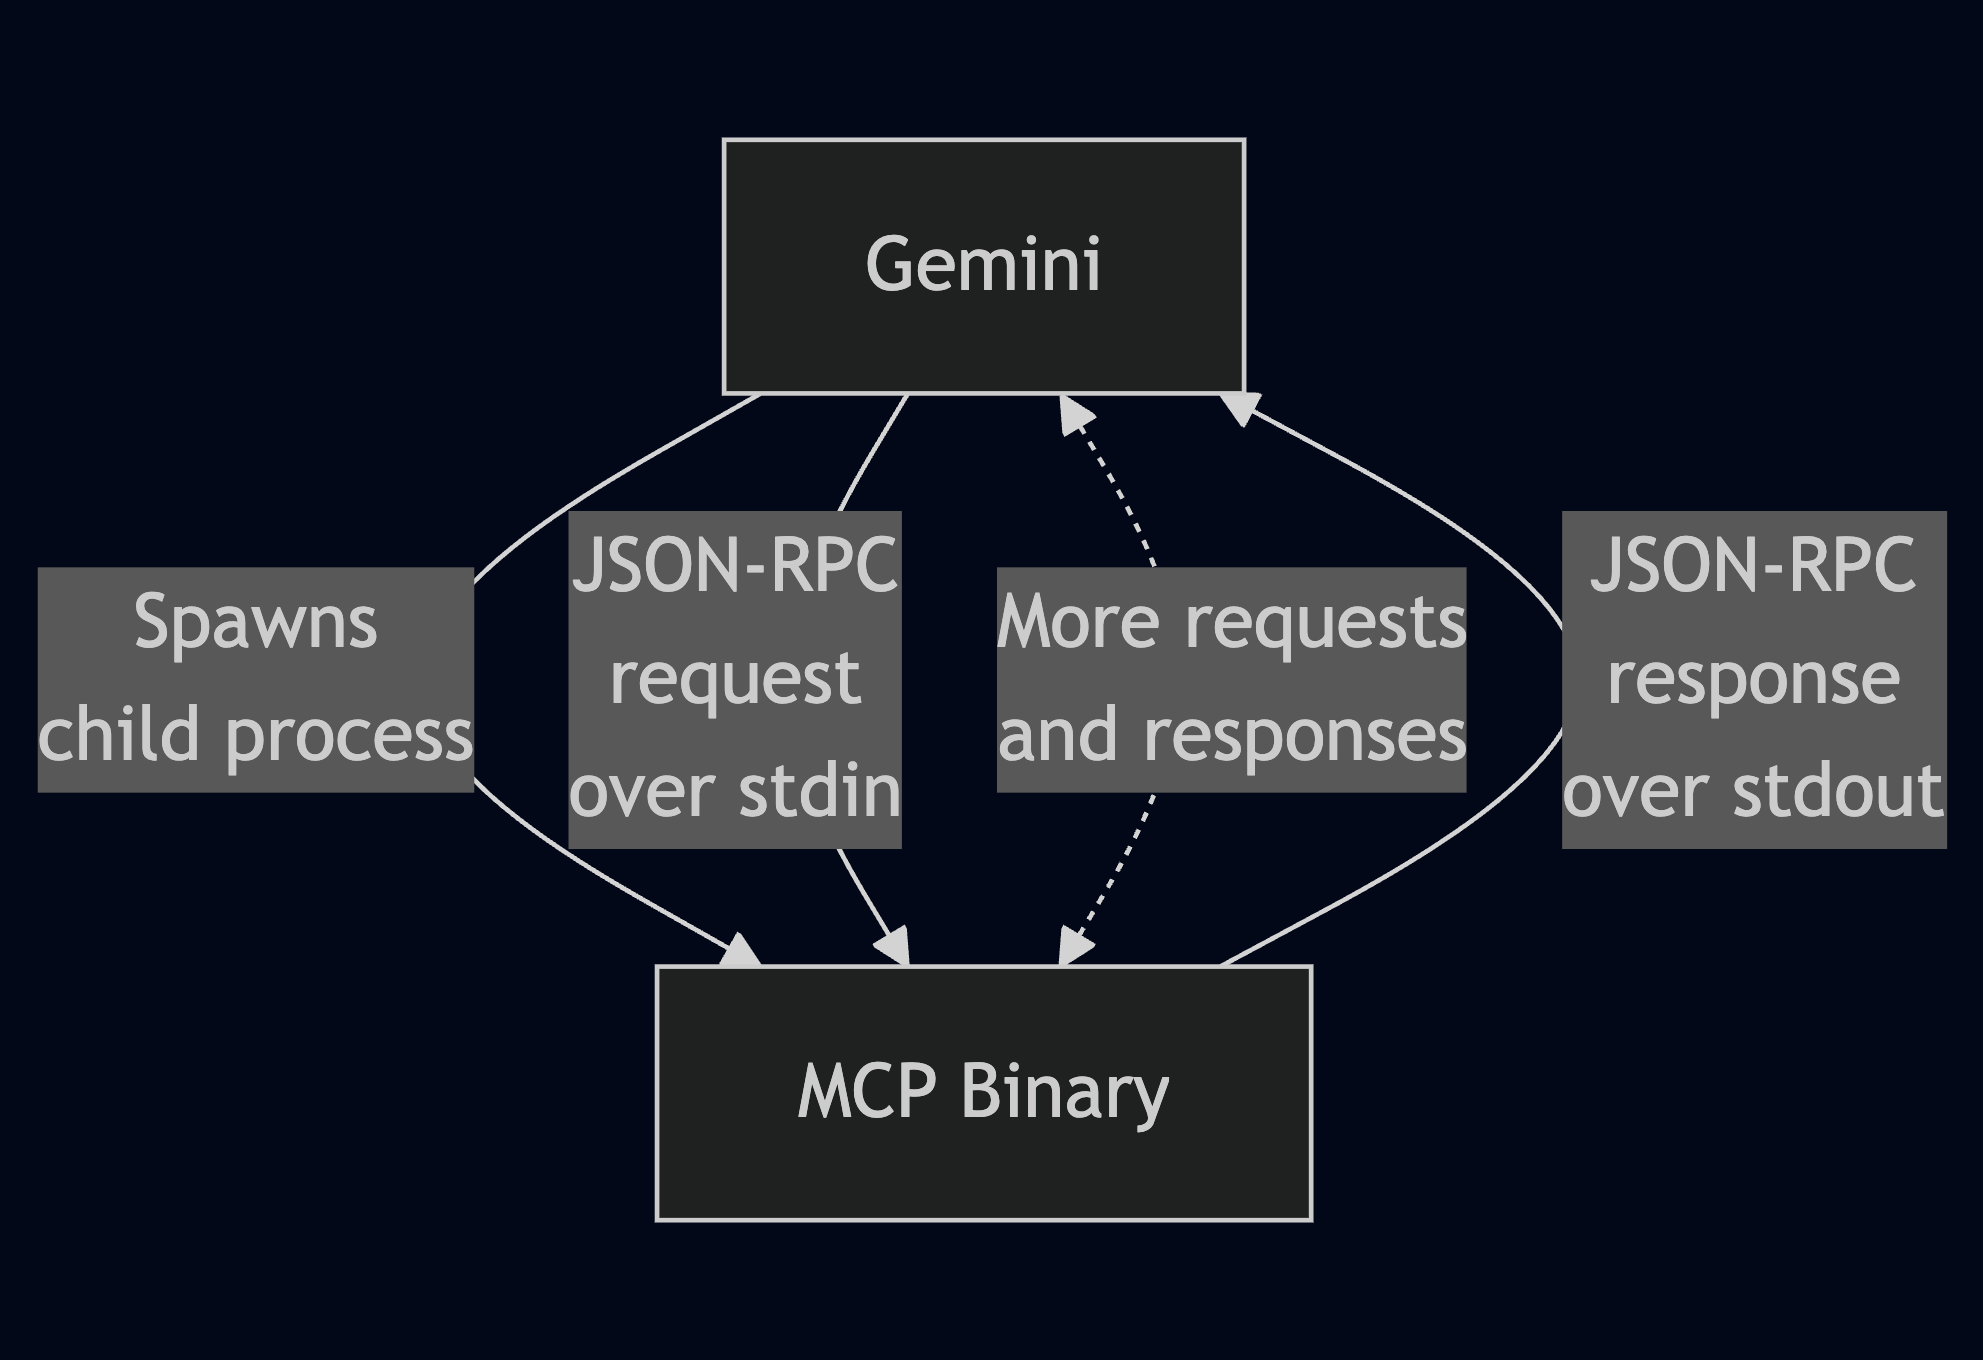 Gemini
Spawns
child process
JSON-RPC
request
over stdin
More requests
and responses
JSON-RPC
response
over stdout
MCP Binary